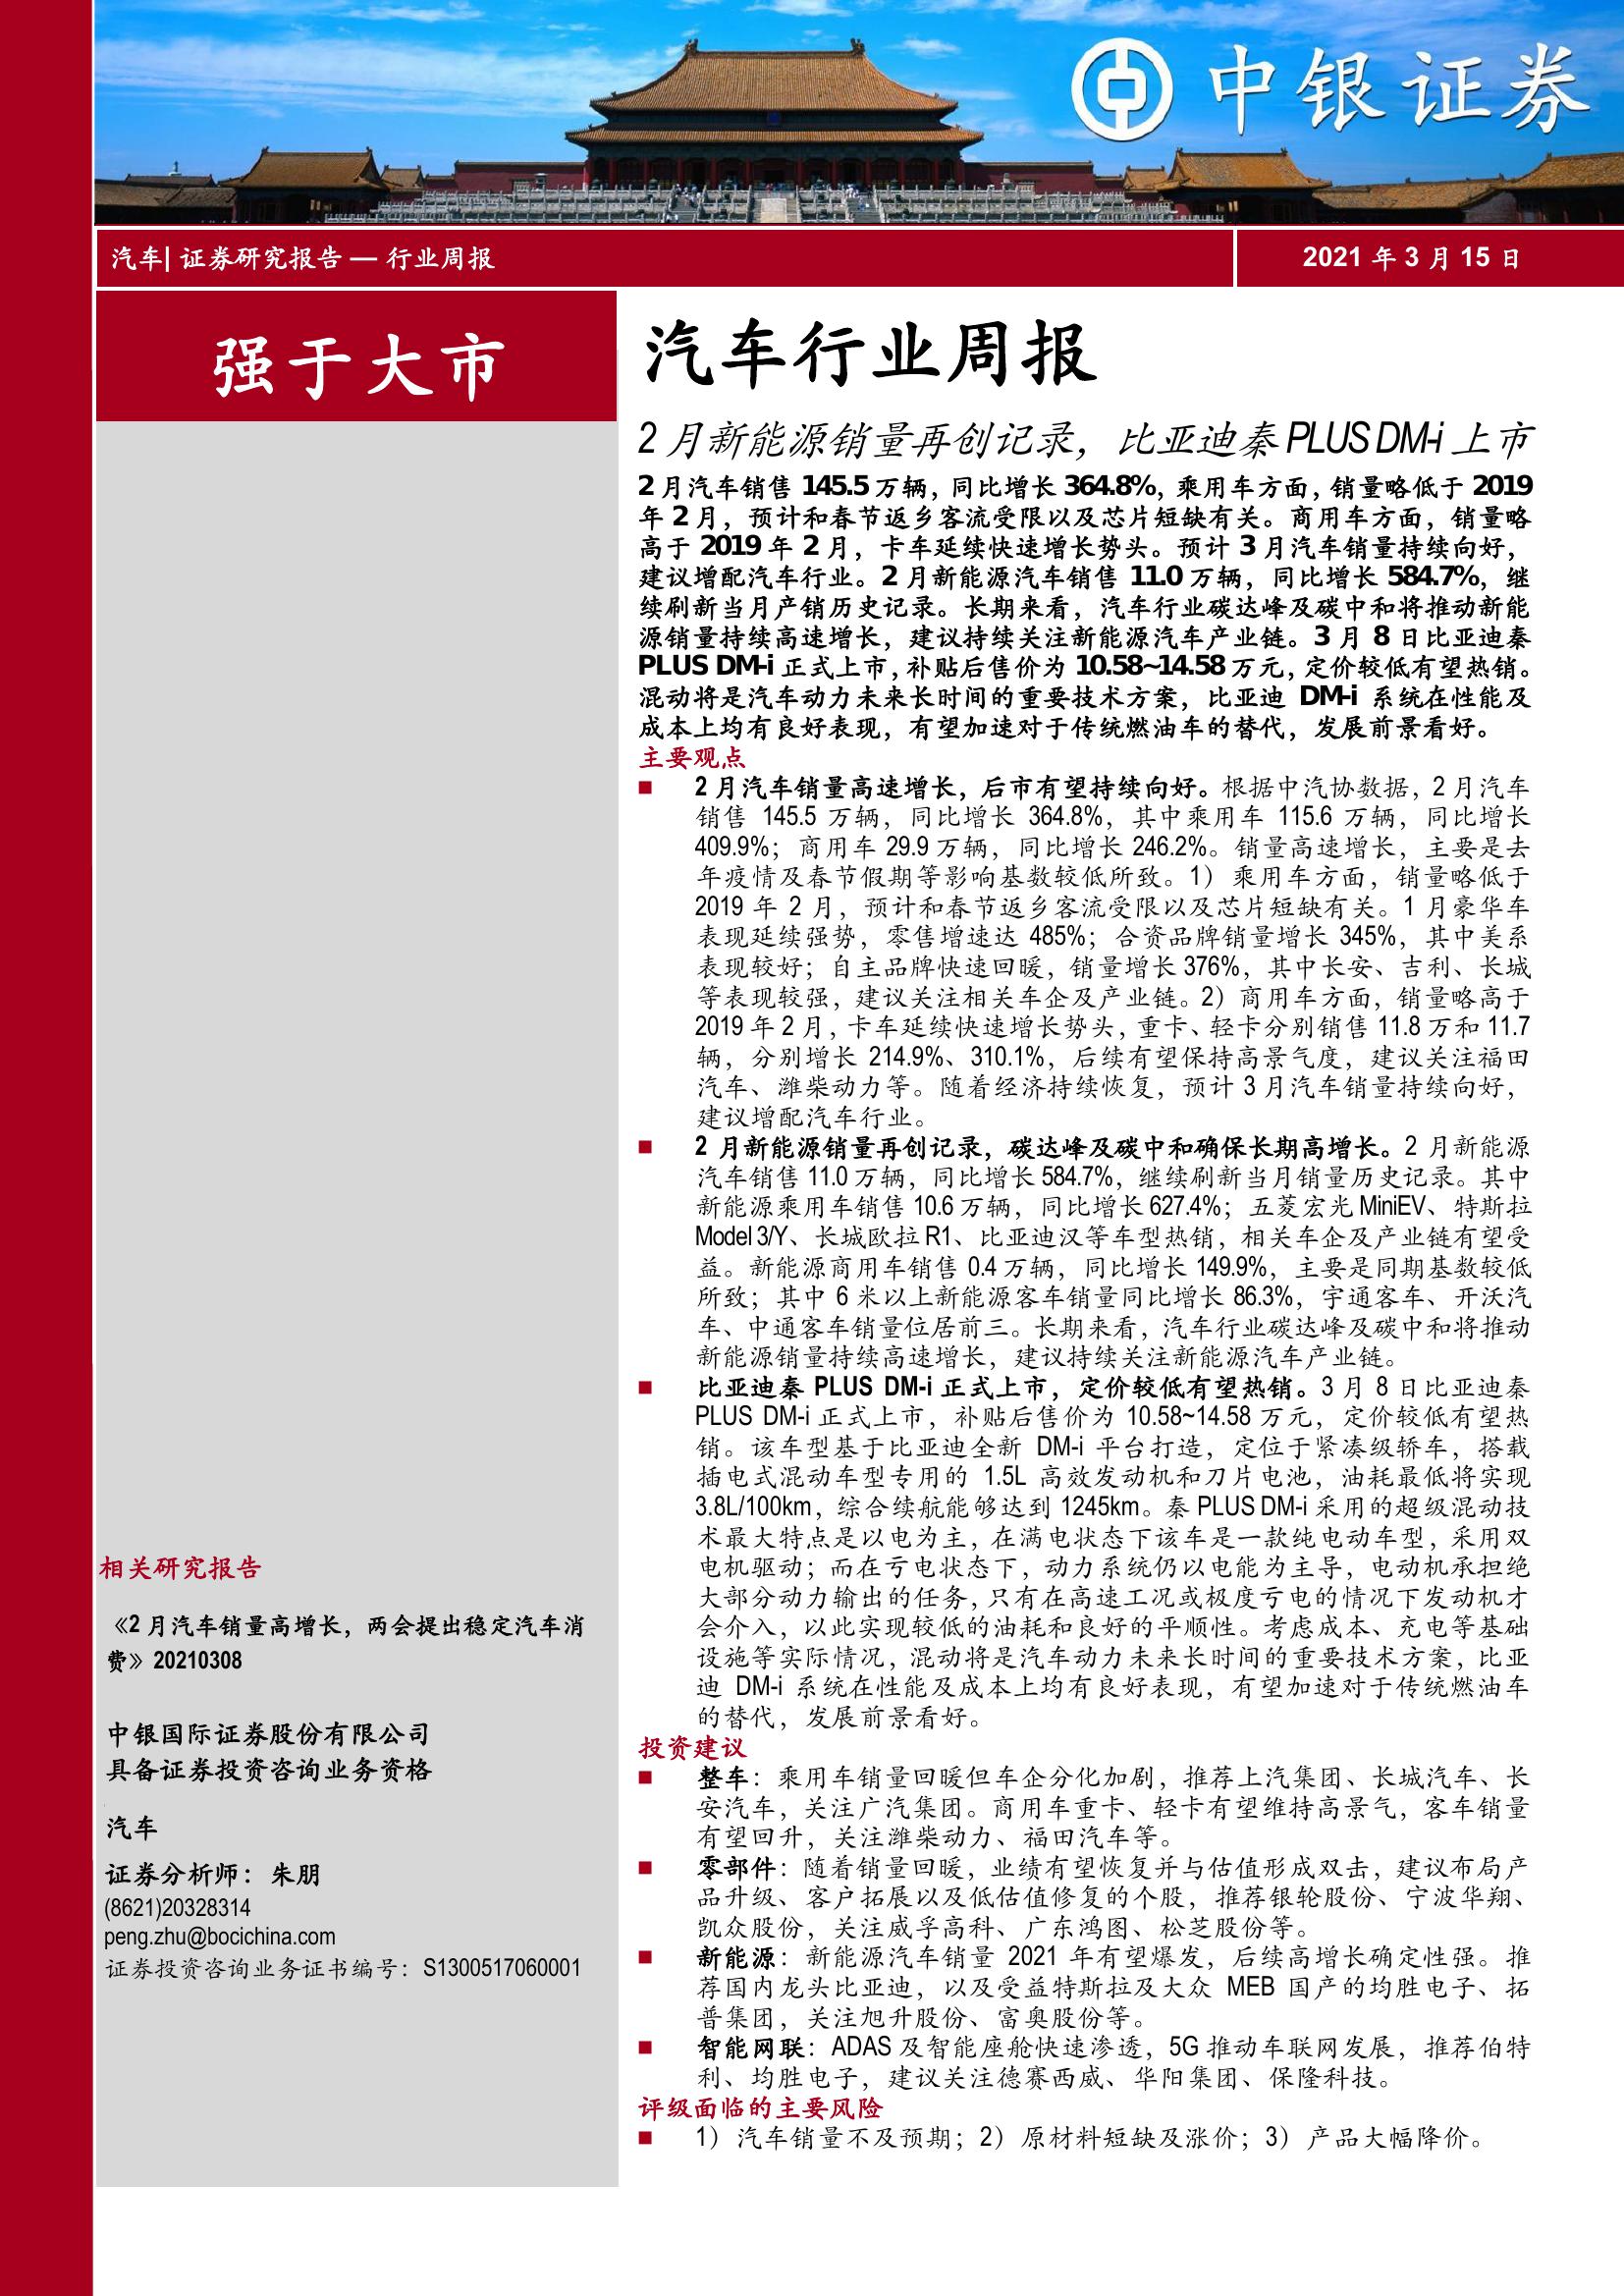 中银证券
汽车| 证券研究报告 — 行业周报
2021 年 3 月 15 日
强于大市
汽车行业周报
2 月新能源销量再创记录，比亚迪秦 PLUS DM-i 上市
2 月汽车销售 145.5 万辆，同比增长 364.8%，乘用车方面，销量略低于 2019
年 2 月，预计和春节返乡客流受限以及芯片短缺有关。商用车方面，销量略
高于 2019 年 2 月，卡车延续快速增长势头。预计 3 月汽车销量持续向好，
建议增配汽车行业。2 月新能源汽车销售 11.0 万辆，同比增长 584.7%，继
续刷新当月产销历史记录。长期来看，汽车行业碳达峰及碳中和将推动新能
源销量持续高速增长，建议持续关注新能源汽车产业链。3 月 8 日比亚迪秦
PLUS DM-i 正式上市，补贴后售价为 10.58~14.58 万元，定价较低有望热销。
混动将是汽车动力未来长时间的重要技术方案，比亚迪 DM-i 系统在性能及
成本上均有良好表现，有望加速对于传统燃油车的替代，发展前景看好。
主要观点
■ 2 月汽车销量高速增长，后市有望持续向好。根据中汽协数据，2 月汽车
销售 145.5 万辆，同比增长 364.8%，其中乘用车 115.6 万辆，同比增长
409.9%；商用车 29.9 万辆，同比增长 246.2%。销量高速增长，主要是去
年疫情及春节假期等影响基数较低所致。1）乘用车方面，销量略低于
2019 年 2 月，预计和春节返乡客流受限以及芯片短缺有关。1 月豪华车
表现延续强势，零售增速达 485%；合资品牌销量增长 345%，其中美系
表现较好；自主品牌快速回暖，销量增长 376%，其中长安、吉利、长城
等表现较强，建议关注相关车企及产业链。2）商用车方面，销量略高于
2019 年 2 月，卡车延续快速增长势头，重卡、轻卡分别销售 11.8 万和 11.7
辆，分别增长 214.9%、310.1%，后续有望保持高景气度，建议关注福田
汽车、潍柴动力等。随着经济持续恢复，预计 3 月汽车销量持续向好，
建议增配汽车行业。
■ 2 月新能源销量再创记录，碳达峰及碳中和确保长期高增长。2 月新能源
汽车销售 11.0 万辆，同比增长 584.7%，继续刷新当月销量历史记录。其中
新能源乘用车销售 10.6 万辆，同比增长 627.4%；五菱宏光 MiniEV、特斯拉
Model 3/Y、长城欧拉 R1、比亚迪汉等车型热销，相关车企及产业链有望受
益。新能源商用车销售 0.4 万辆，同比增长 149.9%，主要是同期基数较低
所致；其中 6 米以上新能源客车销量同比增长 86.3%，宇通客车、开沃汽
车、中通客车销量位居前三。长期来看，汽车行业碳达峰及碳中和将推动
新能源销量持续高速增长，建议持续关注新能源汽车产业链。
■ 比亚迪秦 PLUS DM-i 正式上市，定价较低有望热销。3 月 8 日比亚迪秦
PLUS DM-i 正式上市，补贴后售价为 10.58~14.58 万元，定价较低有望热
销。该车型基于比亚迪全新 DM-i 平台打造，定位于紧凑级轿车，搭载
插电式混动车型专用的 1.5L 高效发动机和刀片电池，油耗最低将实现
3.8L/100km，综合续航能够达到 1245km。秦 PLUS DM-i 采用的超级混动技
术最大特点是以电为主，在满电状态下该车是一款纯电动车型，采用双
电机驱动；而在亏电状态下，动力系统仍以电能为主导，电动机承担绝
大部分动力输出的任务，只有在高速工况或极度亏电的情况下发动机才
会介入，以此实现较低的油耗和良好的平顺性。考虑成本、充电等基础
设施等实际情况，混动将是汽车动力未来长时间的重要技术方案，比亚
迪 DM-i 系统在性能及成本上均有良好表现，有望加速对于传统燃油车
的替代，发展前景看好。
投资建议
■ 整车：乘用车销量回暖但车企分化加剧，推荐上汽集团、长城汽车、长
安汽车，关注广汽集团。商用车重卡、轻卡有望维持高景气，客车销量
有望回升，关注潍柴动力、福田汽车等。
■ 零部件：随着销量回暖，业绩有望恢复并与估值形成双击，建议布局产
品升级、客户拓展以及低估值修复的个股，推荐银轮股份、宁波华翔、
凯众股份，关注威孚高科、广东鸿图、松芝股份等。
■ 新能源：新能源汽车销量 2021 年有望爆发，后续高增长确定性强。推
荐国内龙头比亚迪，以及受益特斯拉及大众 MEB 国产的均胜电子、拓
普集团，关注旭升股份、富奥股份等。
■ 智能网联：ADAS 及智能座舱快速渗透，5G 推动车联网发展，推荐伯特
利、均胜电子，建议关注德赛西威、华阳集团、保隆科技。
评级面临的主要风险
■ 1）汽车销量不及预期；2）原材料短缺及涨价；3）产品大幅降价。
相关研究报告
《2 月汽车销量高增长，两会提出稳定汽车消
费》20210308
中银国际证券股份有限公司
具备证券投资咨询业务资格
汽车
证券分析师：朱朋
(8621)20328314
peng.zhu@bocichina.com
证券投资咨询业务证书编号：S1300517060001